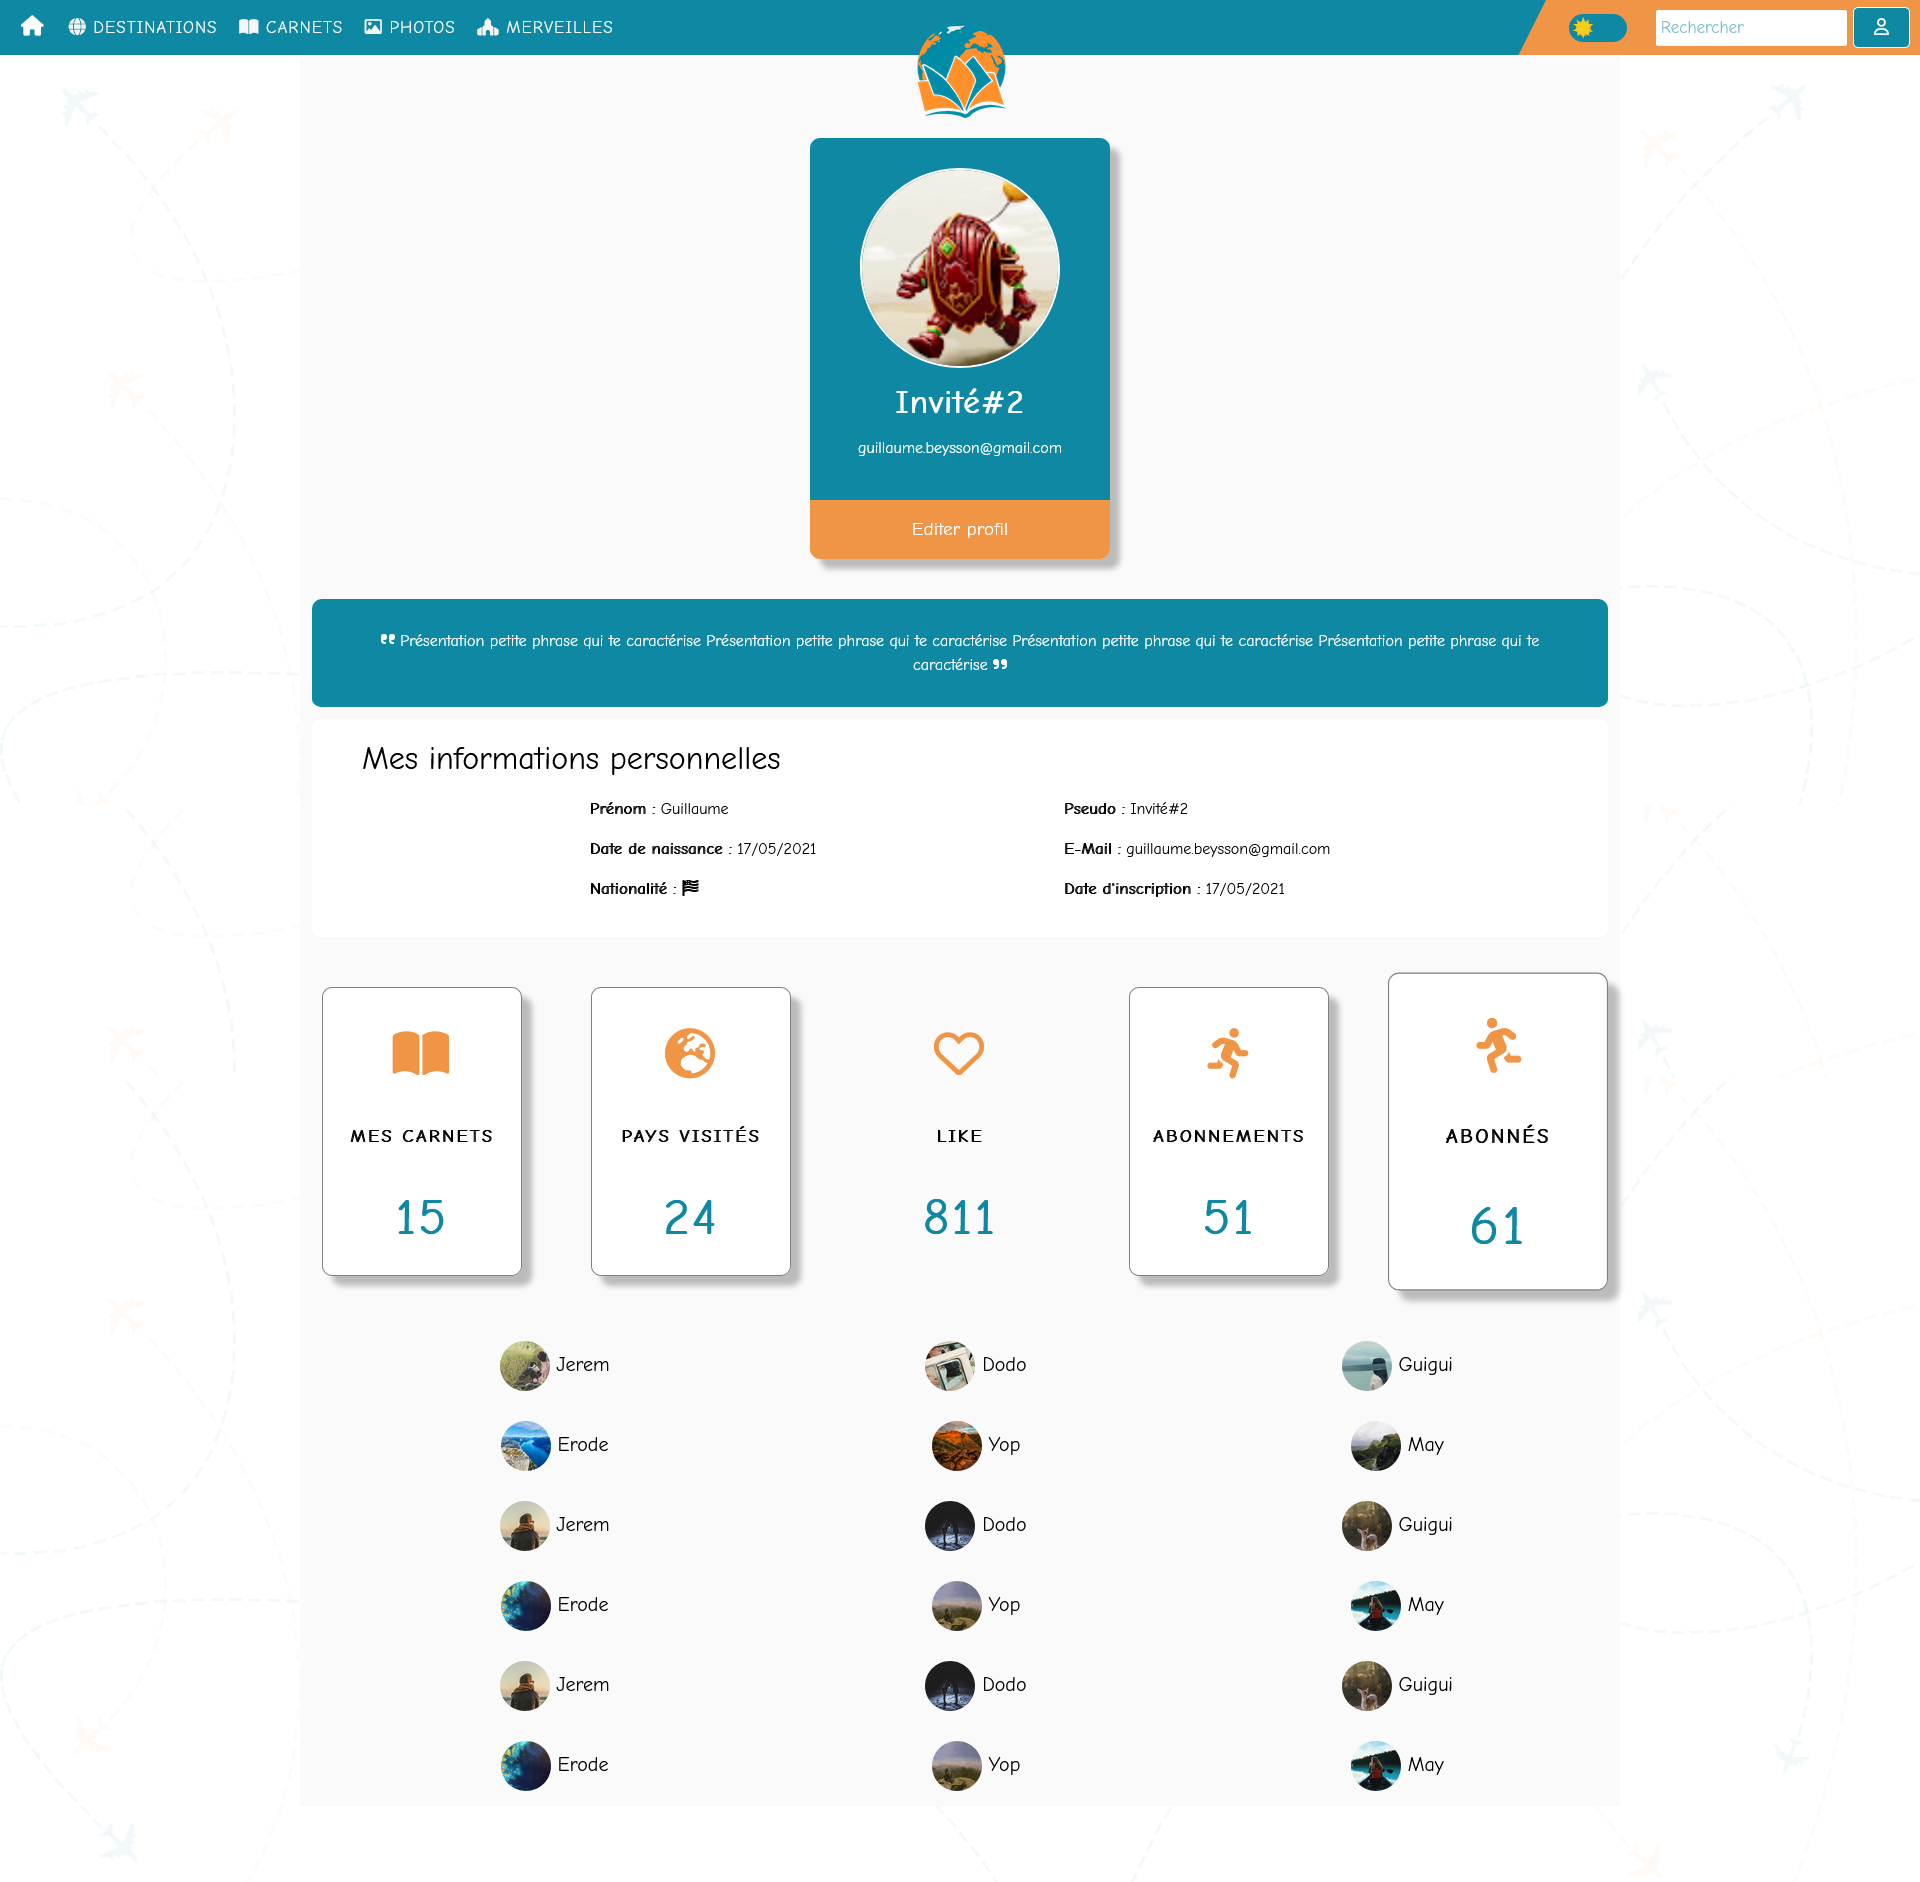 DESTINATIONS CARNETS PHOTOS MERVEILLES Rechercher
Invité#2
guillaume.beysson@gmail.com
Editer profil
❝ Présentation petite phrase qui te caractérise Présentation petite phrase qui te caractérise Présentation petite phrase qui te caractérise Présentation petite phrase qui te
caractérise ❞
Mes informations personnelles
Prénom : Guillaume
Pseudo : Invité#2
Date de naissance : 17/05/2021
E-Mail : guillaume.beysson@gmail.com
Nationalité :
Date d'inscription : 17/05/2021
MES CARNETS
15
PAYS VISITÉS
24
LIKE
811
ABONNEMENTS
51
ABONNÉS
61
Jerem
Dodo
Guigui
Erode
Yop
May
Jerem
Dodo
Guigui
Erode
Yop
May
Jerem
Dodo
Guigui
Erode
Yop
May